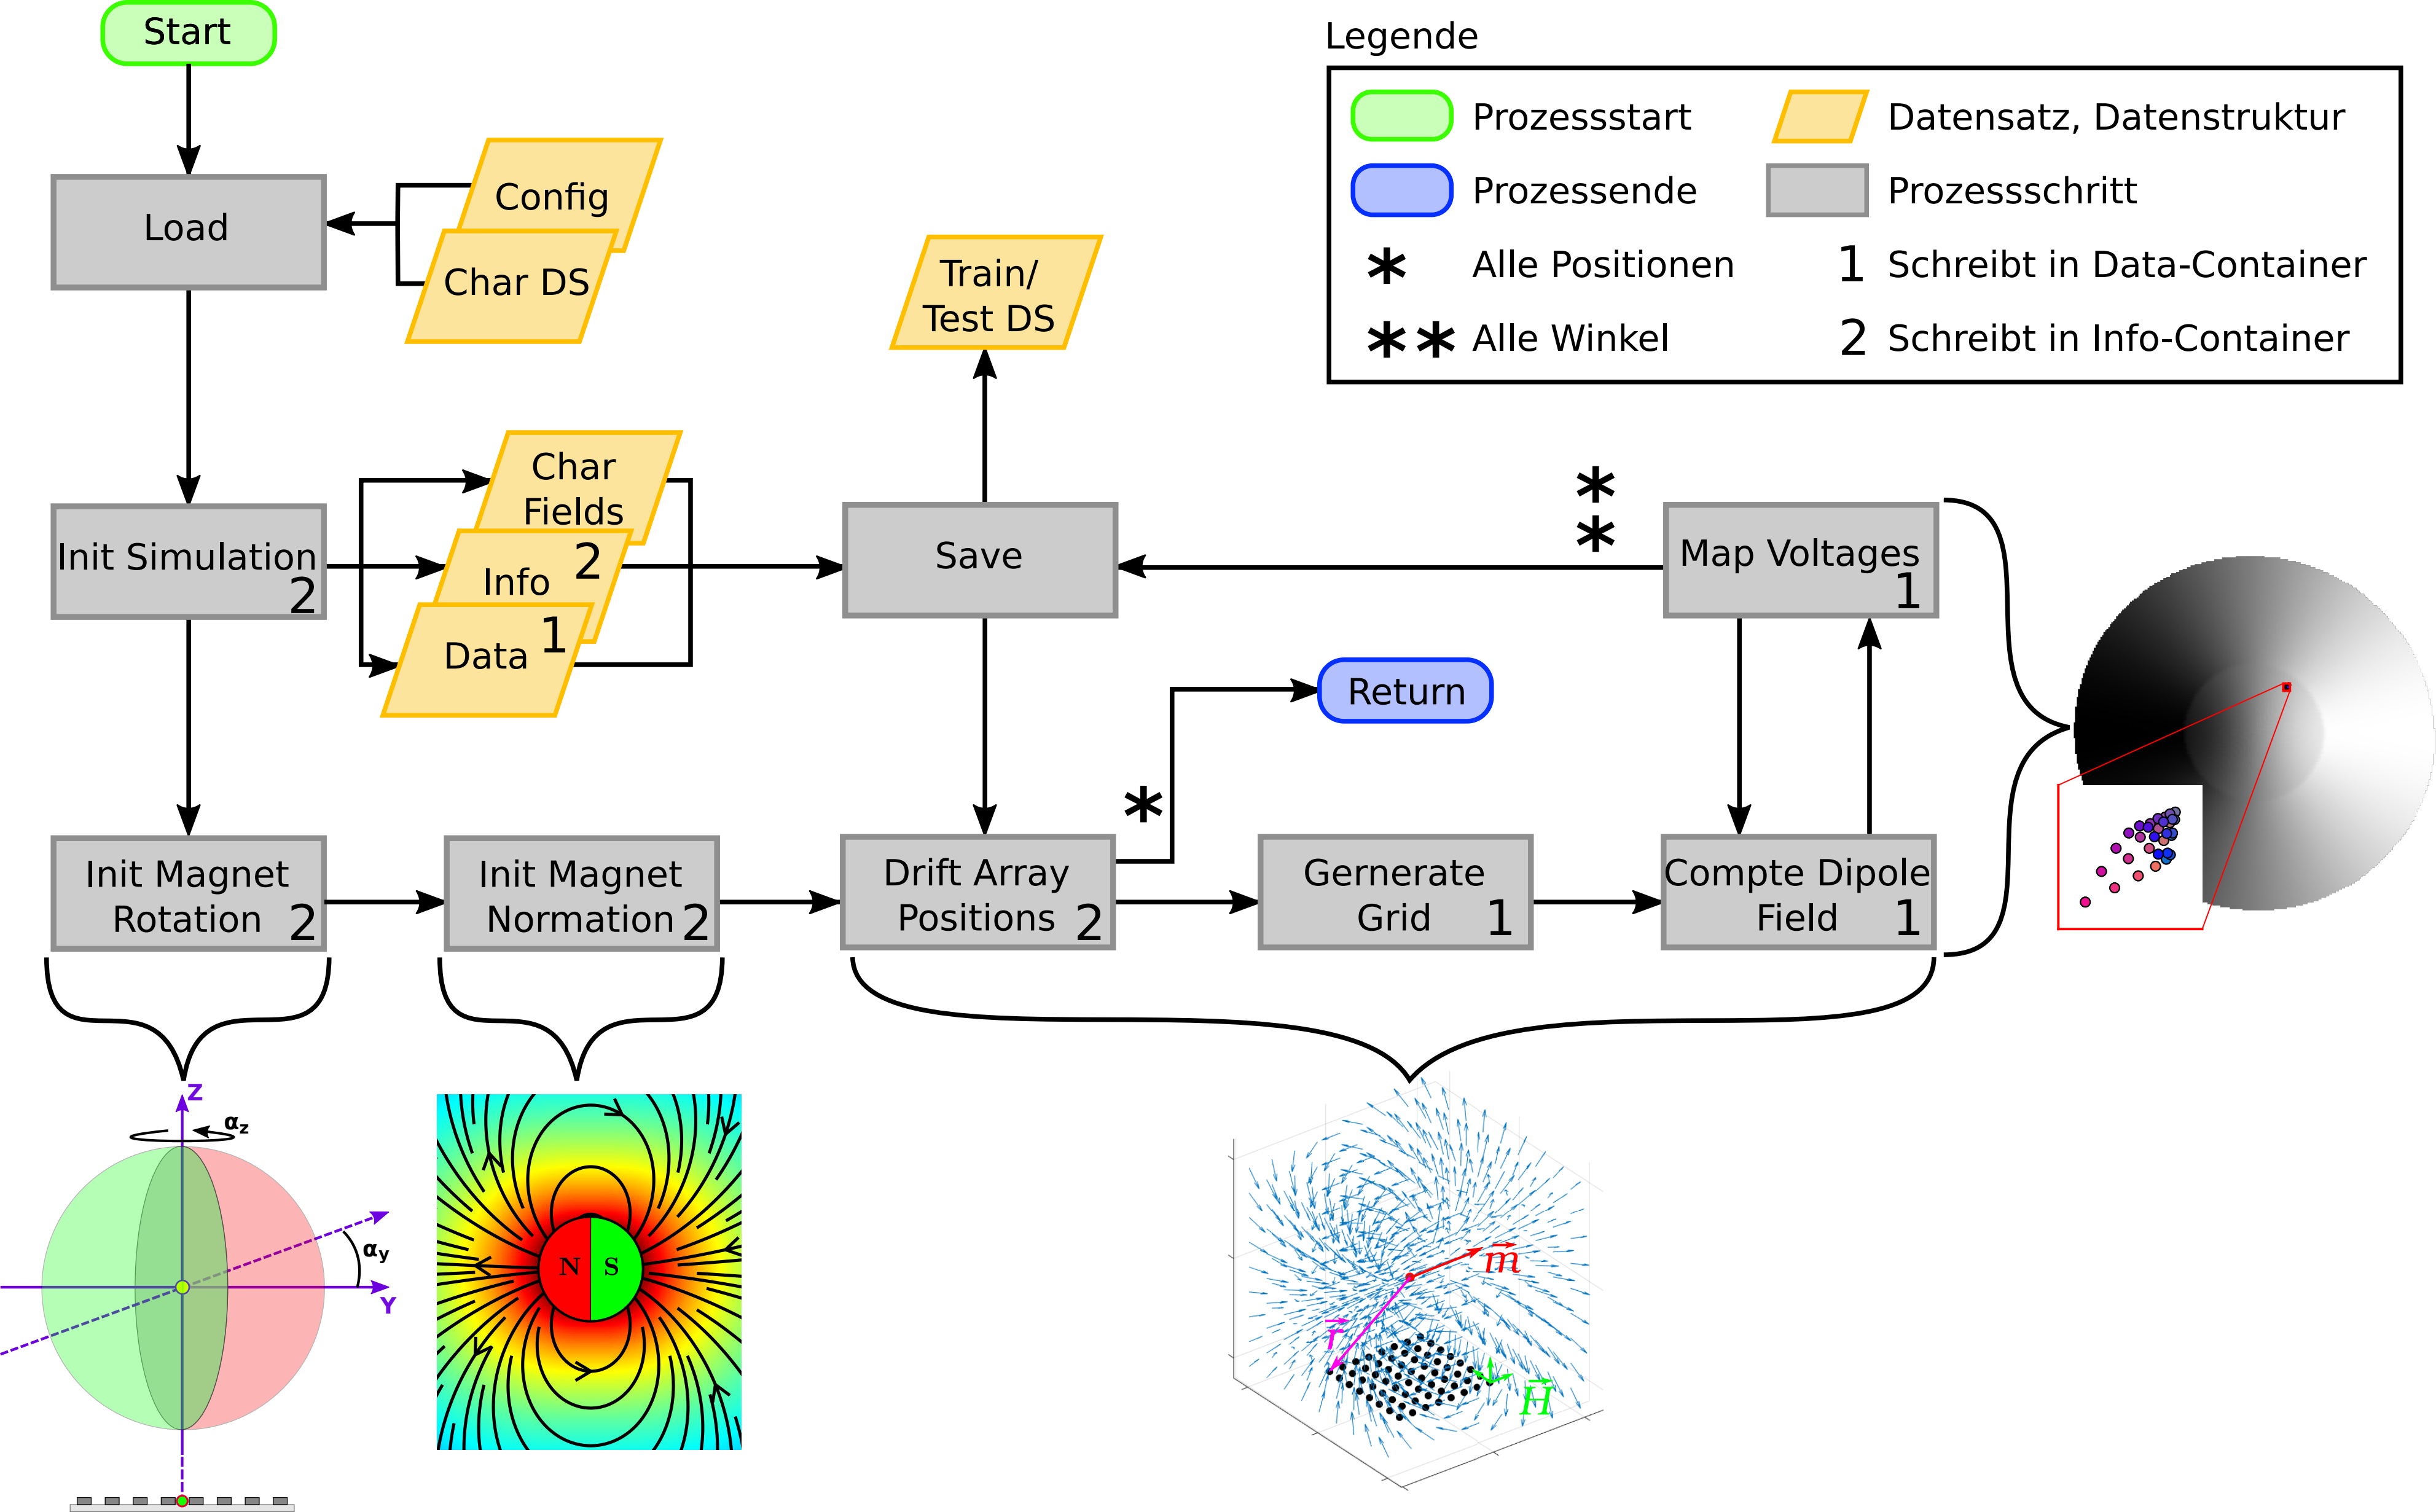 Start
Legende
Prozessstart
Datensatz, Datenstruktur
Prozessende
Prozessschritt
* Alle Positionen
1 Schreibt in Data-Container
** Alle Winkel
2 Schreibt in Info-Container
Load
Config
Char DS
Train/
Test DS
Init Simulation
2
Char
Fields
Info 2
Data 1
Save
*
*
Map Voltages
1
Return
*
Init Magnet
Rotation 2
Init Magnet
Normation 2
Drift Array
Positions 2
Gernerate
Grid 1
Compte Dipole
Field 1
Z
αz
αy
Y
N S
m
r
H